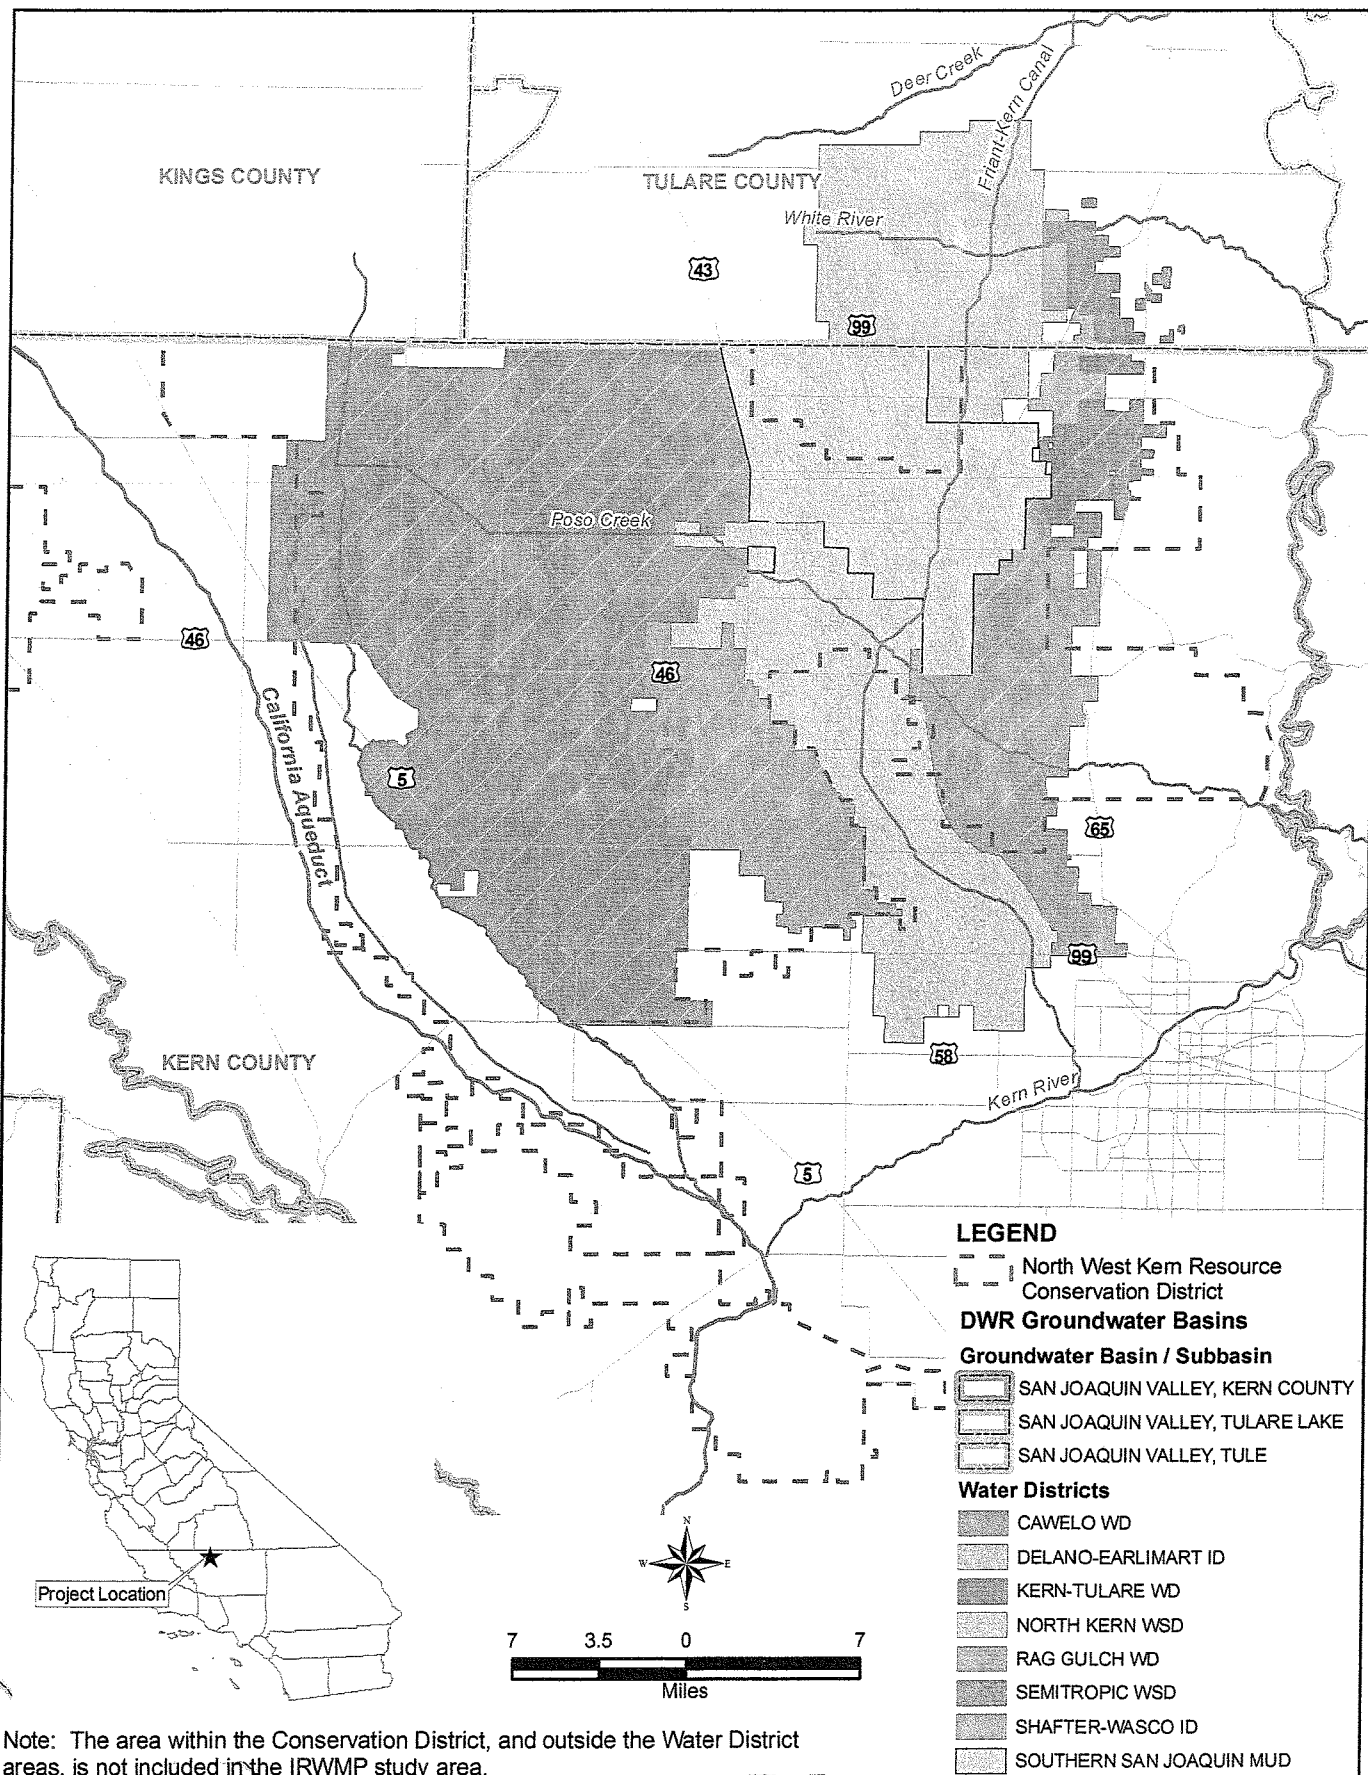 Deer Creek
Friant-Kern Canal
KINGS COUNTY
TULARE COUNTY
White River
43
99
Poso Creek
46
46
California Aqueduct
5
65
99
KERN COUNTY
58
Kern River
5
LEGEND
North West Kern Resource
Conservation District
DWR Groundwater Basins
Groundwater Basin / Subbasin
SAN JOAQUIN VALLEY, KERN COUNTY
SAN JOAQUIN VALLEY, TULARE LAKE
SAN JOAQUIN VALLEY, TULE
Water Districts
CAWELO WD
DELANO-EARLIMART ID
KERN-TULARE WD
NORTH KERN WSD
RAG GULCH WD
SEMITROPIC WSD
SHAFTER-WASCO ID
SOUTHERN SAN JOAQUIN MUD
Project Location
N
W E
S
7 3.5 0 7
Miles
Note: The area within the Conservation District, and outside the Water District
areas, is not included in the IRWMP study area.